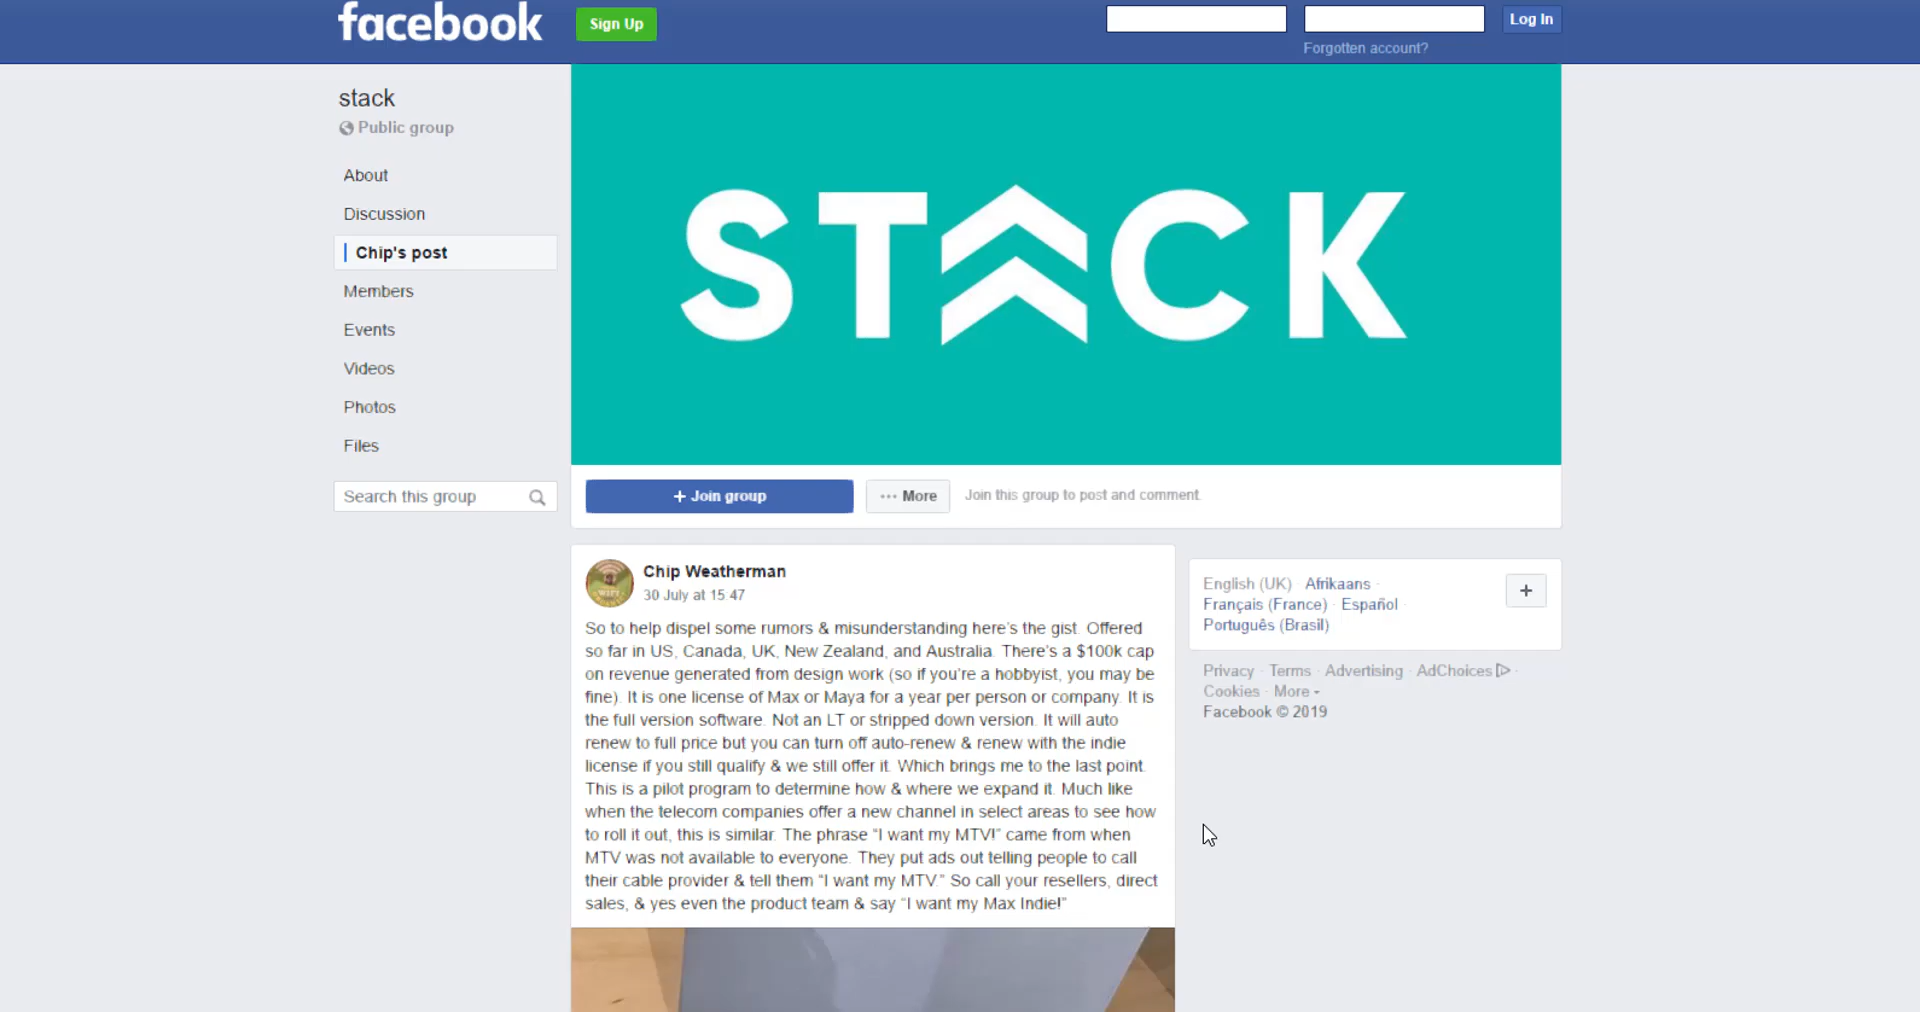 facebook
Sign Up
Log In
Forgotten account?
stack
Public group
About
Discussion
Chip's post
Members
Events
Videos
Photos
Files
Search this group
STACK
+ Join group
··· More
Join this group to post and comment.
Chip Weatherman
30 July at 15:47
So to help dispel some rumors & misunderstanding here's the gist. Offered
so far in US, Canada, UK, New Zealand, and Australia. There's a $100k cap
on revenue generated from design work (so if you're a hobbyist, you may be
fine). It is one license of Max or Maya for a year per person or company. It is
the full version software. Not an LT or stripped down version. It will auto
renew to full price but you can turn off auto-renew & renew with the indie
license if you still qualify & we still offer it. Which brings me to the last point.
This is a pilot program to determine how & where we expand it. Much like
when the telecom companies offer a new channel in select areas to see how
to roll it out, this is similar. The phrase “I want my MTV!” came from when
MTV was not available to everyone. They put ads out telling people to call
their cable provider & tell them “I want my MTV.” So call your resellers, direct
sales, & yes even the product team & say “I want my Max Indie!”
English (UK) · Afrikaans ·
Français (France) · Español ·
Português (Brasil)
+
Privacy · Terms · Advertising · AdChoices ·
Cookies · More
Facebook © 2019